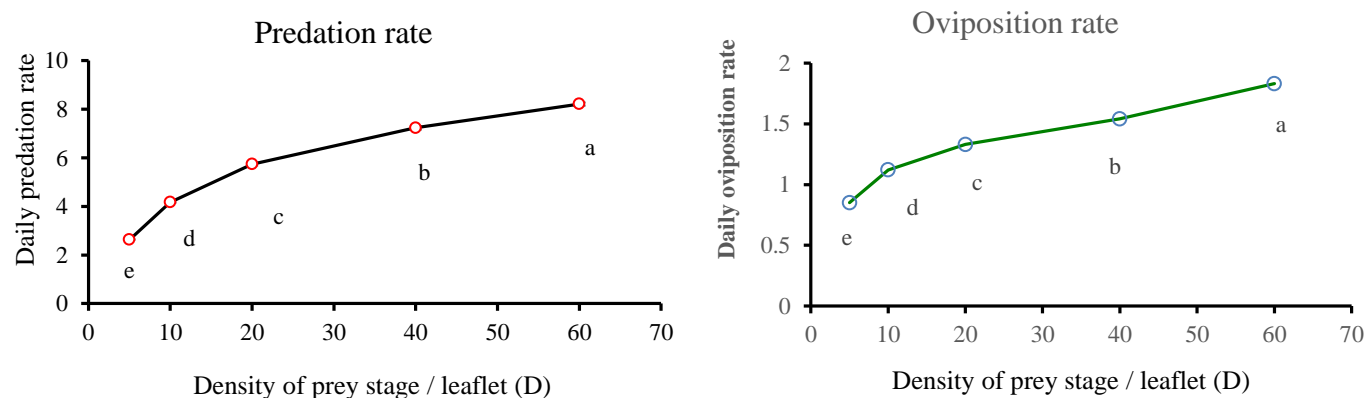 Predation rate
Daily predation rate
10
8
6
4
2
0
a
b
c
d
e
0 10 20 30 40 50 60 70
Density of prey stage / leaflet (D)
Oviposition rate
Daily oviposition rate
2
1.5
1
0.5
0
a
b
c
d
e
0 10 20 30 40 50 60 70
Density of prey stage / leaflet (D)